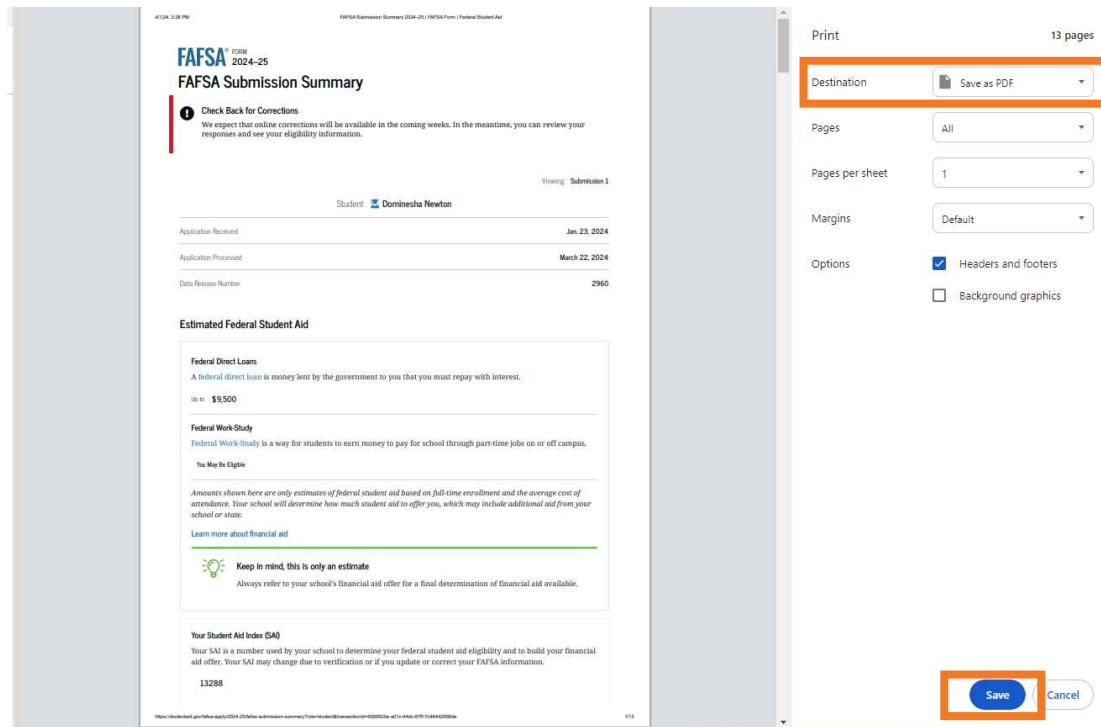 4/1/24, 3:28 PM
FAFSA Submission Summary 2024–25 | FAFSA Form | Federal Student Aid
FAFSA® FORM
2024–25
FAFSA Submission Summary
Check Back for Corrections
We expect that online corrections will be available in the coming weeks. In the meantime, you can review your
responses and see your eligibility information.
Viewing Submission 1
Student Dominesha Newton
Application Received Jan. 23, 2024
Application Processed March 22, 2024
Data Release Number 2960
Estimated Federal Student Aid
Federal Direct Loans
A federal direct loan is money lent by the government to you that you must repay with interest.
Up to $9,500
Federal Work-Study
Federal Work-Study is a way for students to earn money to pay for school through part-time jobs on or off campus.
You May Be Eligible
Amounts shown here are only estimates of federal student aid based on full-time enrollment and the average cost of
attendance. Your school will determine how much student aid to offer you, which may include additional aid from your
school or state.
Learn more about financial aid
Keep in mind, this is only an estimate
Always refer to your school's financial aid offer for a final determination of financial aid available.
Your Student Aid Index (SAI)
Your SAI is a number used by your school to determine your federal student aid eligibility and to build your financial
aid offer. Your SAI may change due to verification or if you update or correct your FAFSA information.
13288
1/13
Print 13 pages
Destination Save as PDF
Pages All
Pages per sheet 1
Margins Default
Options Headers and footers
Background graphics
Save Cancel